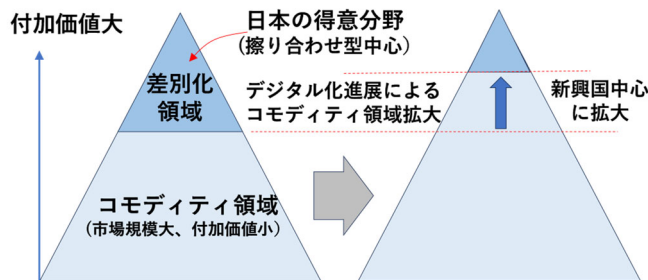 付加価値大
日本の得意分野
(擦り合わせ型中心)
差別化
領域
デジタル化進展による
コモディティ領域拡大
新興国中心
に拡大
コモディティ領域
(市場規模大、付加価値小)